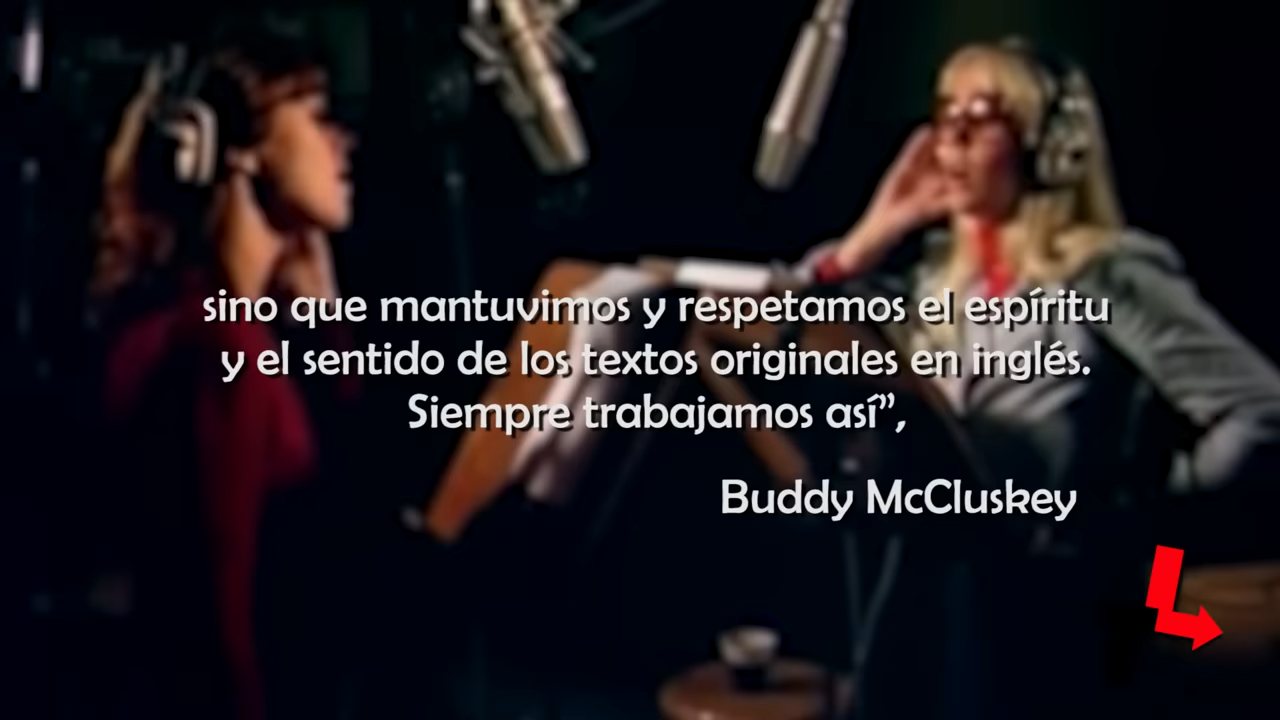 sino que mantuvimos y respetamos el espíritu
y el sentido de los textos originales en inglés.
Siempre trabajamos así”,
Buddy McCluskey